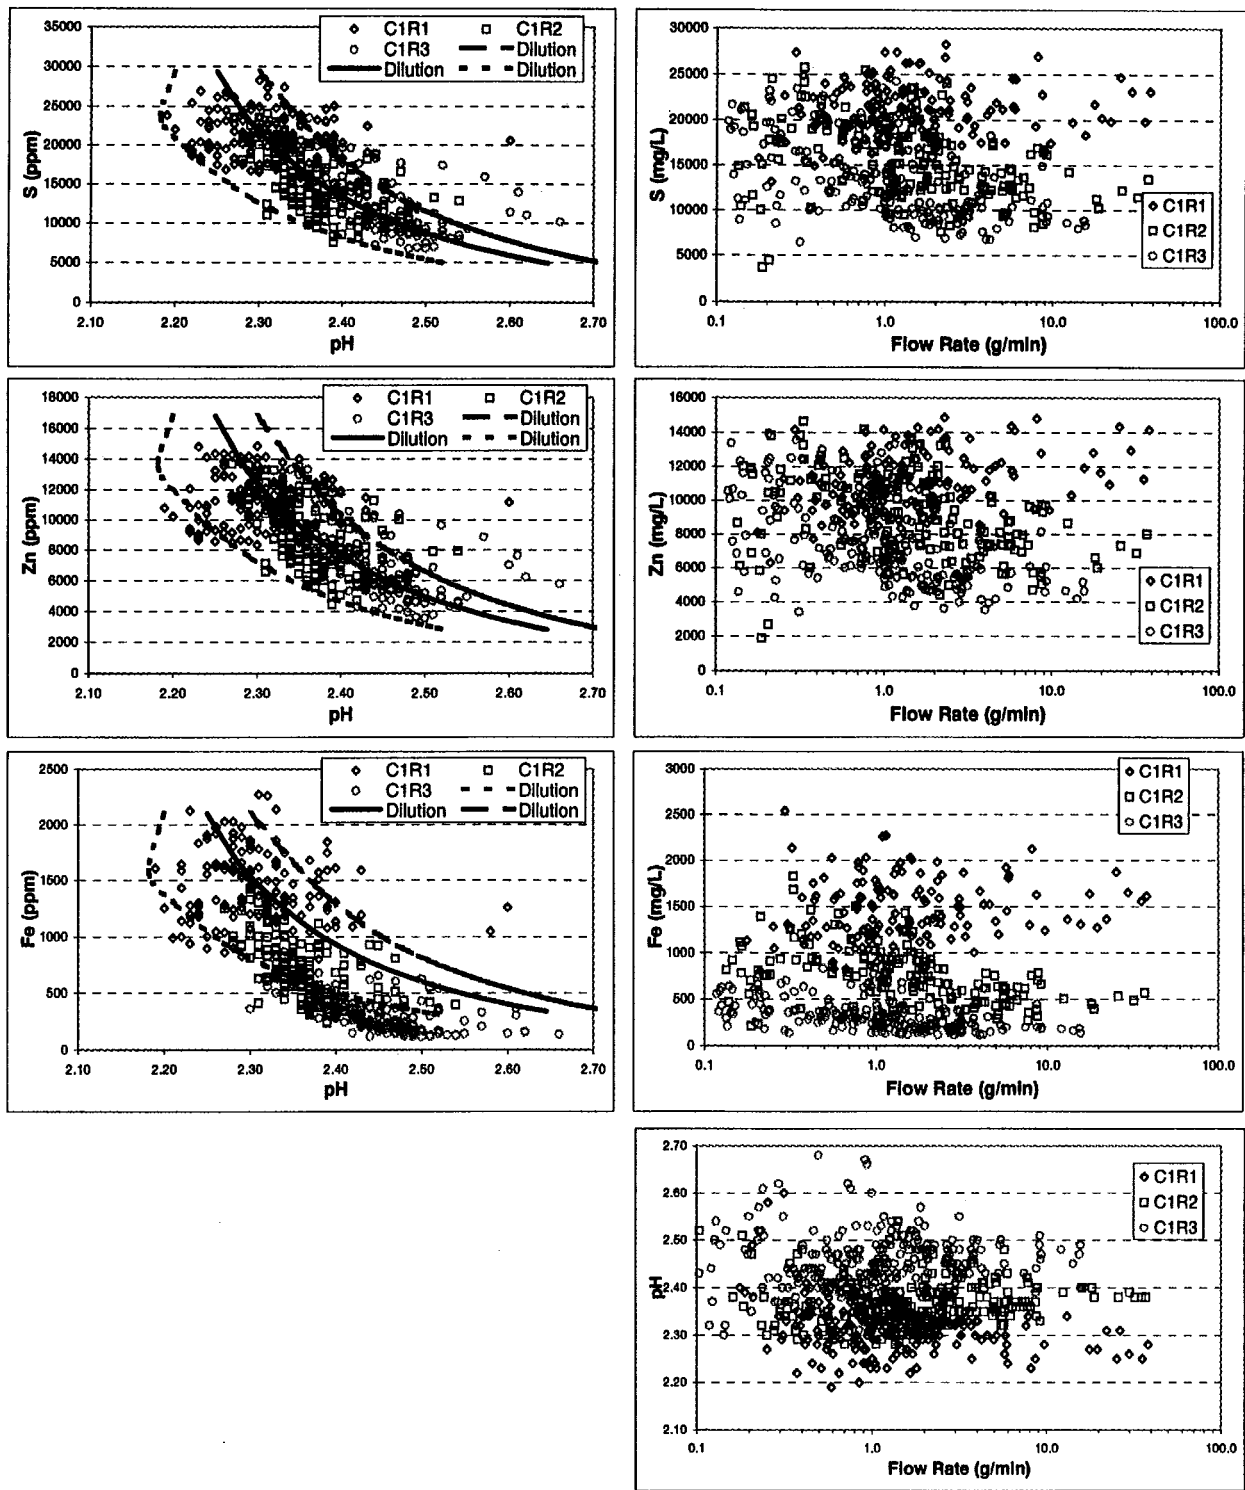 C1R1 C1R2
C1R3 Dilution
Dilution Dilution
35000
30000
25000
20000
15000
10000
5000
0
S (ppm)
2.10 2.20 2.30 2.40 2.50 2.60 2.70
pH
30000
25000
20000
15000
10000
5000
0
S (mg/L)
C1R1
C1R2
C1R3
0.1 1.0 10.0 100.0
Flow Rate (g/min)
C1R1 C1R2
C1R3 Dilution
Dilution Dilution
18000
16000
14000
12000
10000
8000
6000
4000
2000
0
Zn (ppm)
2.10 2.20 2.30 2.40 2.50 2.60 2.70
pH
16000
14000
12000
10000
8000
6000
4000
2000
0
Zn (mg/L)
C1R1
C1R2
C1R3
0.1 1.0 10.0 100.0
Flow Rate (g/min)
C1R1 C1R2
C1R3 Dilution
Dilution Dilution
2500
2000
1500
1000
500
0
Fe (ppm)
2.10 2.20 2.30 2.40 2.50 2.60 2.70
pH
3000
2500
2000
1500
1000
500
0
Fe (mg/L)
C1R1
C1R2
C1R3
0.1 1.0 10.0 100.0
Flow Rate (g/min)
2.70
2.60
2.50
2.40
2.30
2.20
2.10
pH
C1R1
C1R2
C1R3
0.1 1.0 10.0 100.0
Flow Rate (g/min)